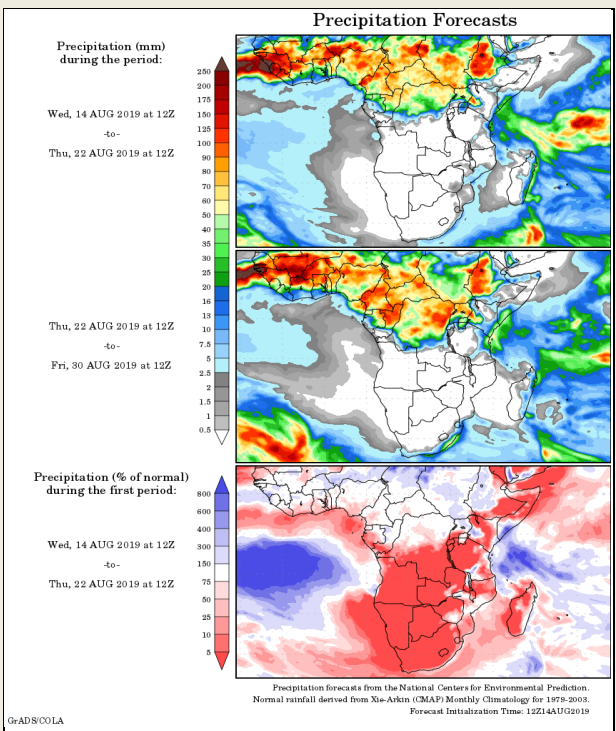 Precipitation Forecasts
Precipitation (mm)
during the period:
Wed, 14 AUG 2019 at 12Z
-to-
Thu, 22 AUG 2019 at 12Z
250
200
175
150
125
100
90
80
70
60
50
40
35
30
25
20
16
13
10
7.5
5
2.5
2
1.5
1
0.5
Thu, 22 AUG 2019 at 12Z
-to-
Fri, 30 AUG 2019 at 12Z
Precipitation (% of normal)
during the first period:
Wed, 14 AUG 2019 at 12Z
-to-
Thu, 22 AUG 2019 at 12Z
800
600
400
300
150
75
50
25
10
5
Precipitation forecasts from the National Centers for Environmental Prediction.
Normal rainfall derived from Xie-Arkin (CMAP) Monthly Climatology for 1979-2003.
Forecast Initialization Time: 12Z14AUG2019
GrADS/COLA